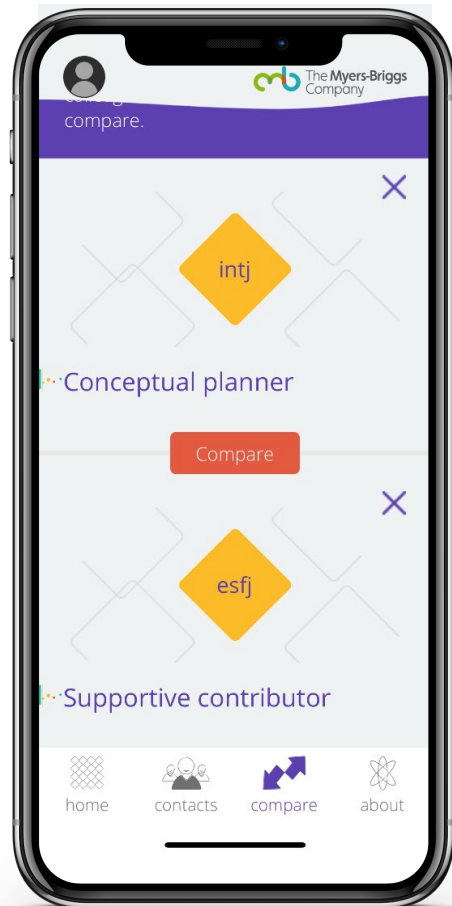 The Myers-Briggs
Company
compare.
intj
Conceptual planner
Compare
esfj
Supportive contributor
home contacts compare about